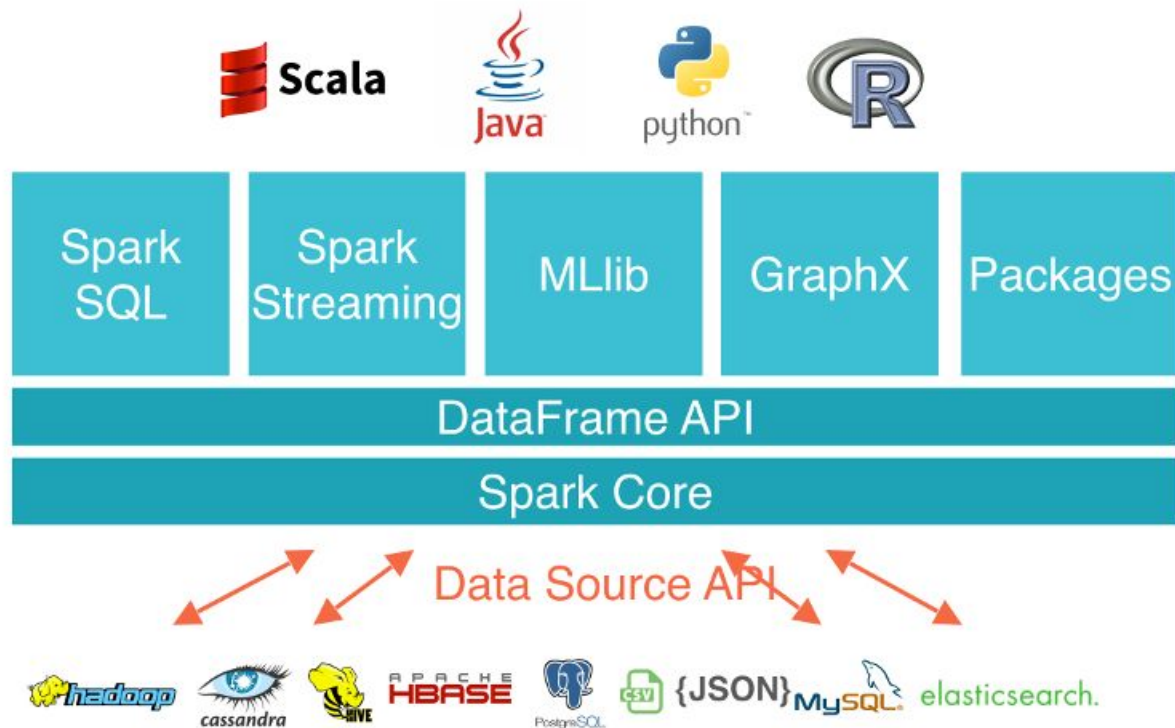 Scala
Java
python™
R
Spark
SQL
Spark
Streaming
MLlib
GraphX
Packages
DataFrame API
Spark Core
Data Source API
hadoop
cassandra
HIVE
APACHE
HBASE
PostgreSQL
CSV
{JSON}
MySQL®
elasticsearch.